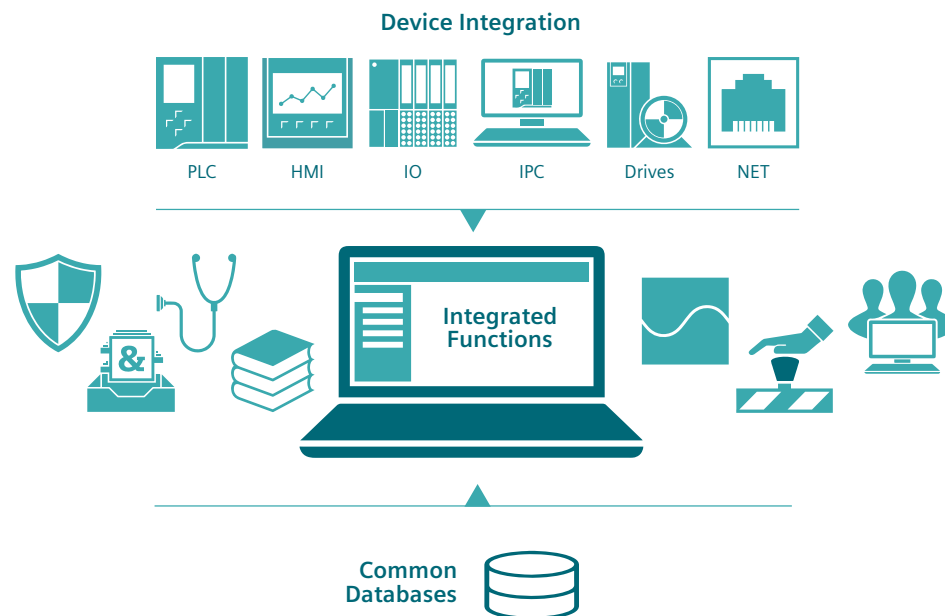 Device Integration
PLC HMI IO IPC Drives NET
Integrated
Functions
&
Common
Databases